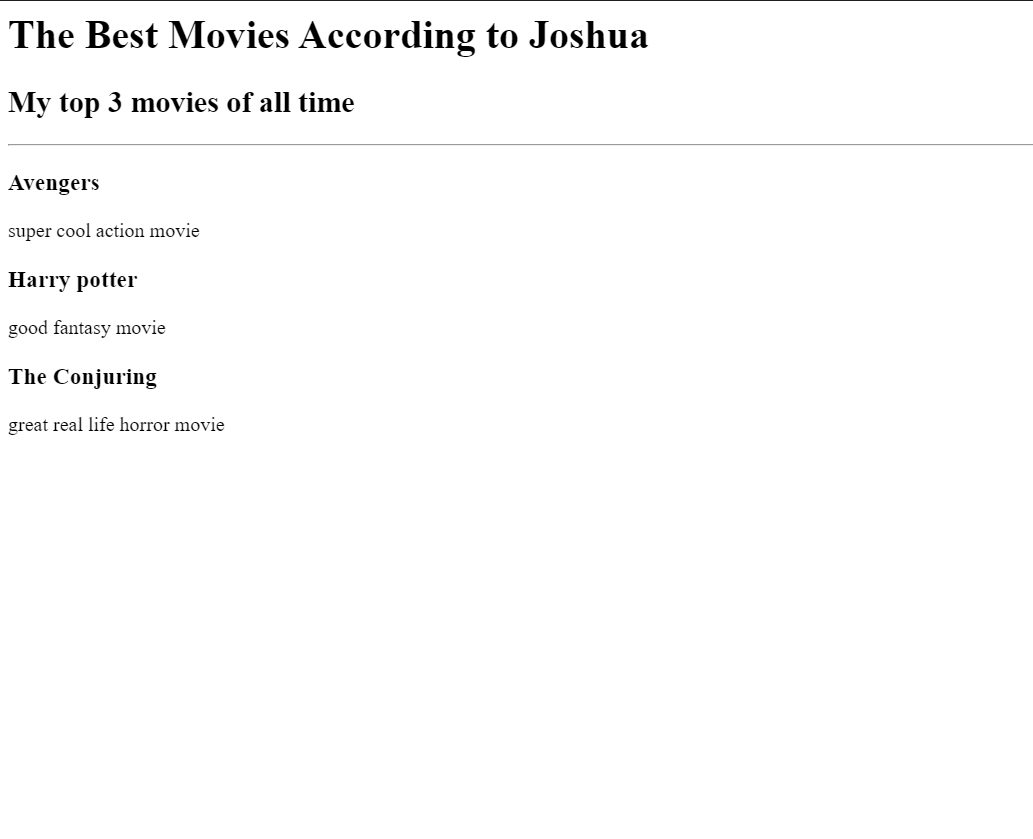 The Best Movies According to Joshua
My top 3 movies of all time
Avengers
super cool action movie
Harry potter
good fantasy movie
The Conjuring
great real life horror movie